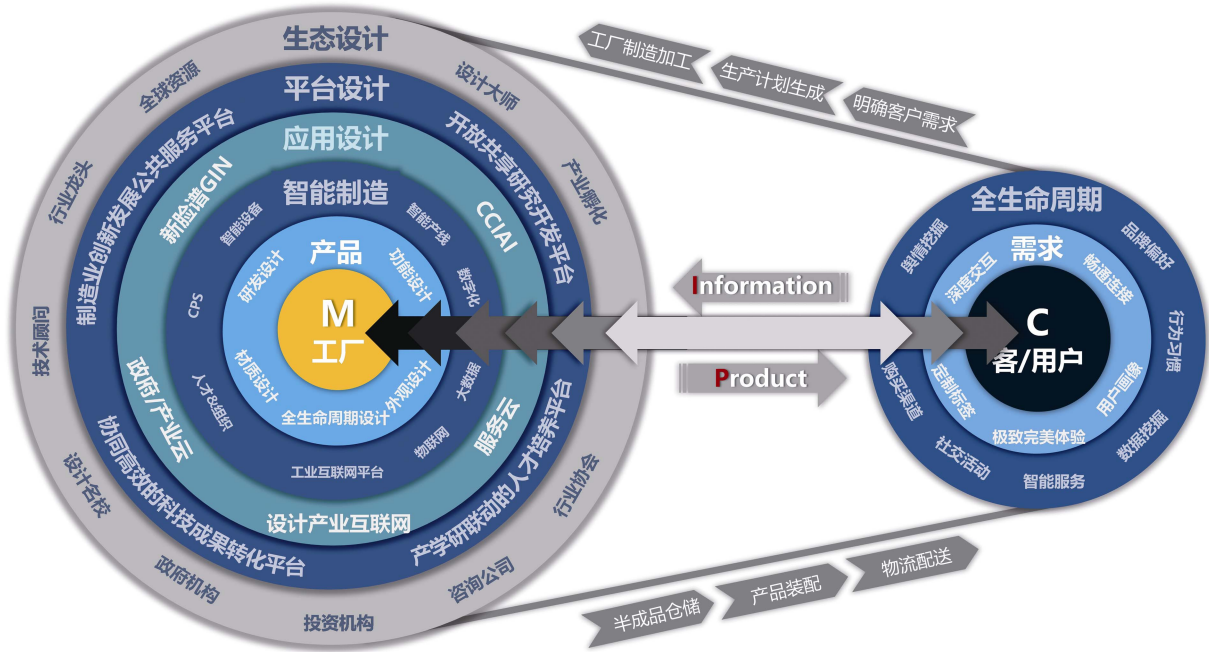 生态设计
全球资源
设计大师
行业龙头
产业孵化
技术顾问
设计名校
行业协会
政府机构
咨询公司
投资机构
平台设计
制造业创新发展公共服务平台
开放共享研究开发平台
协同高效的科技成果转化平台
产学研联动的人才培养平台
应用设计
新脸谱GIN
CCIAI
政府/产业云
服务云
设计产业互联网
智能制造
智能设备
智能产线
CPS
数字化
人才&组织
大数据
物联网
工业互联网平台
产品
研发设计
功能设计
材质设计
外观设计
全生命周期设计
M
工厂
工厂制造加工
生产计划生成
明确客户需求
Information
Product
半成品仓储
产品装配
物流配送
全生命周期
舆情挖掘
品牌偏好
行为习惯
购买渠道
数据挖掘
社交活动
智能服务
需求
深度交互
畅通连接
定制标签
用户画像
极致完美体验
C
客/用户